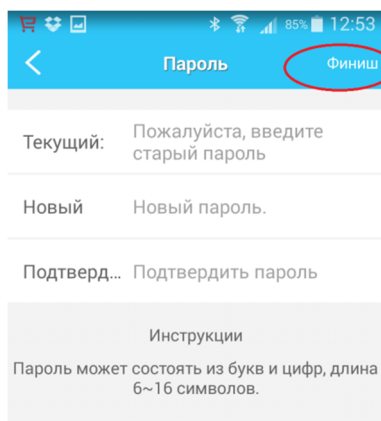 85% 12:53
Пароль Финиш
Текущий: Пожалуйста, введите
старый пароль
Новый Новый пароль.
Подтверд... Подтвердить пароль
Инструкции
Пароль может состоять из букв и цифр, длина
6~16 символов.